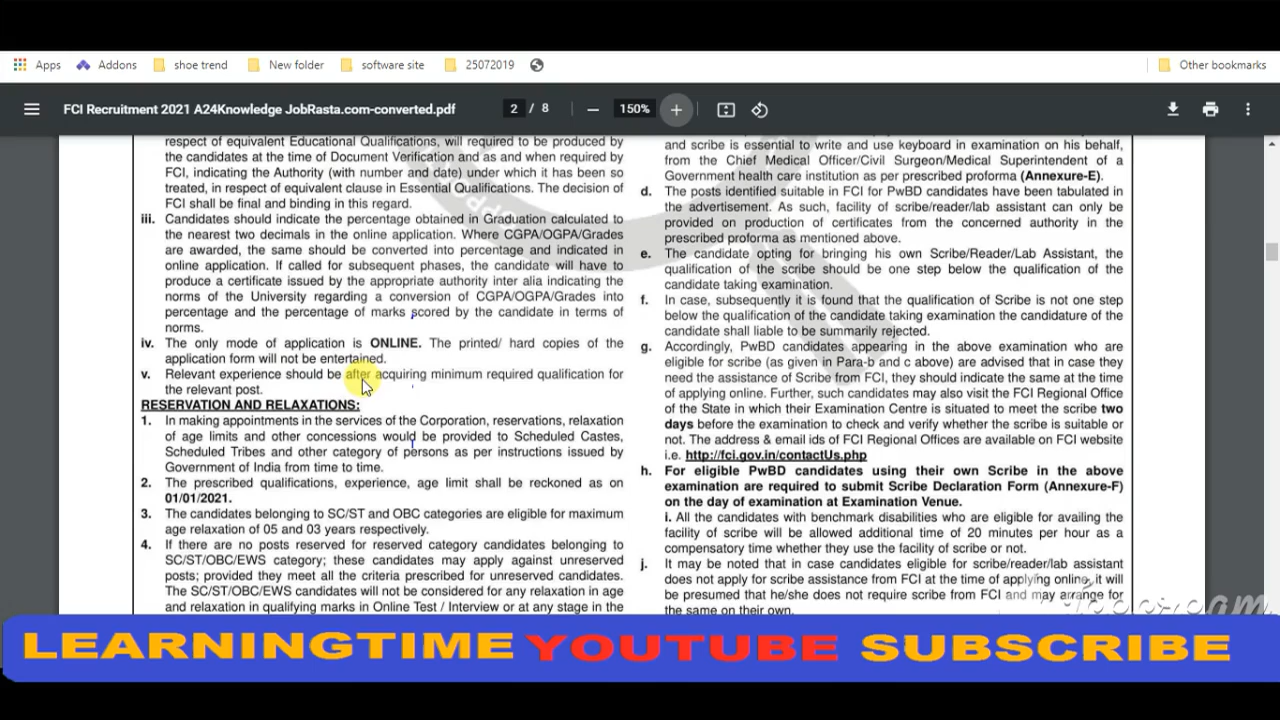 Apps Addons shoe trend New folder software site 25072019 Other bookmarks
FCI Recruitment 2021 A24Knowledge JobRasta.com-converted.pdf 2 / 8 150%
respect of equivalent Educational Qualifications, will required to be produced by
the candidates at the time of Document Verification and as and when required by
FCI, indicating the Authority (with number and date) under which it has been so
treated, in respect of equivalent clause in Essential Qualifications. The decision of
FCI shall be final and binding in this regard.
iii. Candidates should indicate the percentage obtained in Graduation calculated to
the nearest two decimals in the online application. Where CGPA/OGPA/Grades
are awarded, the same should be converted into percentage and indicated in
online application. If called for subsequent phases, the candidate will have to
produce a certificate issued by the appropriate authority inter alia indicating the
norms of the University regarding a conversion of CGPA/OGPA/Grades into
percentage and the percentage of marks scored by the candidate in terms of
norms.
iv. The only mode of application is ONLINE. The printed/ hard copies of the
application form will not be entertained.
v. Relevant experience should be after acquiring minimum required qualification for
the relevant post.
RESERVATION AND RELAXATIONS:
1. In making appointments in the services of the Corporation, reservations, relaxation
of age limits and other concessions would be provided to Scheduled Castes,
Scheduled Tribes and other category of persons as per instructions issued by
Government of India from time to time.
2. The prescribed qualifications, experience, age limit shall be reckoned as on
01/01/2021.
3. The candidates belonging to SC/ST and OBC categories are eligible for maximum
age relaxation of 05 and 03 years respectively.
4. If there are no posts reserved for reserved category candidates belonging to
SC/ST/OBC/EWS category; these candidates may apply against unreserved
posts; provided they meet all the criteria prescribed for unreserved candidates.
The SC/ST/OBC/EWS candidates will not be considered for any relaxation in age
and relaxation in qualifying marks in Online Test / Interview or at any stage in the
and scribe is essential to write and use keyboard in examination on his behalf,
from the Chief Medical Officer/Civil Surgeon/Medical Superintendent of a
Government health care institution as per prescribed proforma (Annexure-E).
d. The posts identified suitable in FCI for PwBD candidates have been tabulated in
the advertisement. As such, facility of scribe/reader/lab assistant can only be
provided on production of certificates from the concerned authority in the
prescribed proforma as mentioned above.
e. The candidate opting for bringing his own Scribe/Reader/Lab Assistant, the
qualification of the scribe should be one step below the qualification of the
candidate taking examination.
f. In case, subsequently it is found that the qualification of Scribe is not one step
below the qualification of the candidate taking examination the candidature of the
candidate shall liable to be summarily rejected.
g. Accordingly, PwBD candidates appearing in the above examination who are
eligible for scribe (as given in Para-b and c above) are advised that in case they
need the assistance of Scribe from FCI, they should indicate the same at the time
of applying online. Further, such candidates may also visit the FCI Regional Office
of the State in which their Examination Centre is situated to meet the scribe two
days before the examination to check and verify whether the scribe is suitable or
not. The address & email ids of FCI Regional Offices are available on FCI website
i.e. http://fci.gov.in/contactUs.php
h. For eligible PwBD candidates using their own Scribe in the above
examination are required to submit Scribe Declaration Form (Annexure-F)
on the day of examination at Examination Venue.
i. All the candidates with benchmark disabilities who are eligible for availing the
facility of scribe will be allowed additional time of 20 minutes per hour as a
compensatory time whether they use the facility of scribe or not.
j. It may be noted that in case candidates eligible for scribe/reader/lab assistant
does not apply for scribe assistance from FCI at the time of applying online, it will
be presumed that he/she does not require scribe from FCI and may arrange for
the same on their own.
LEARNINGTIME YOUTUBE SUBSCRIBE